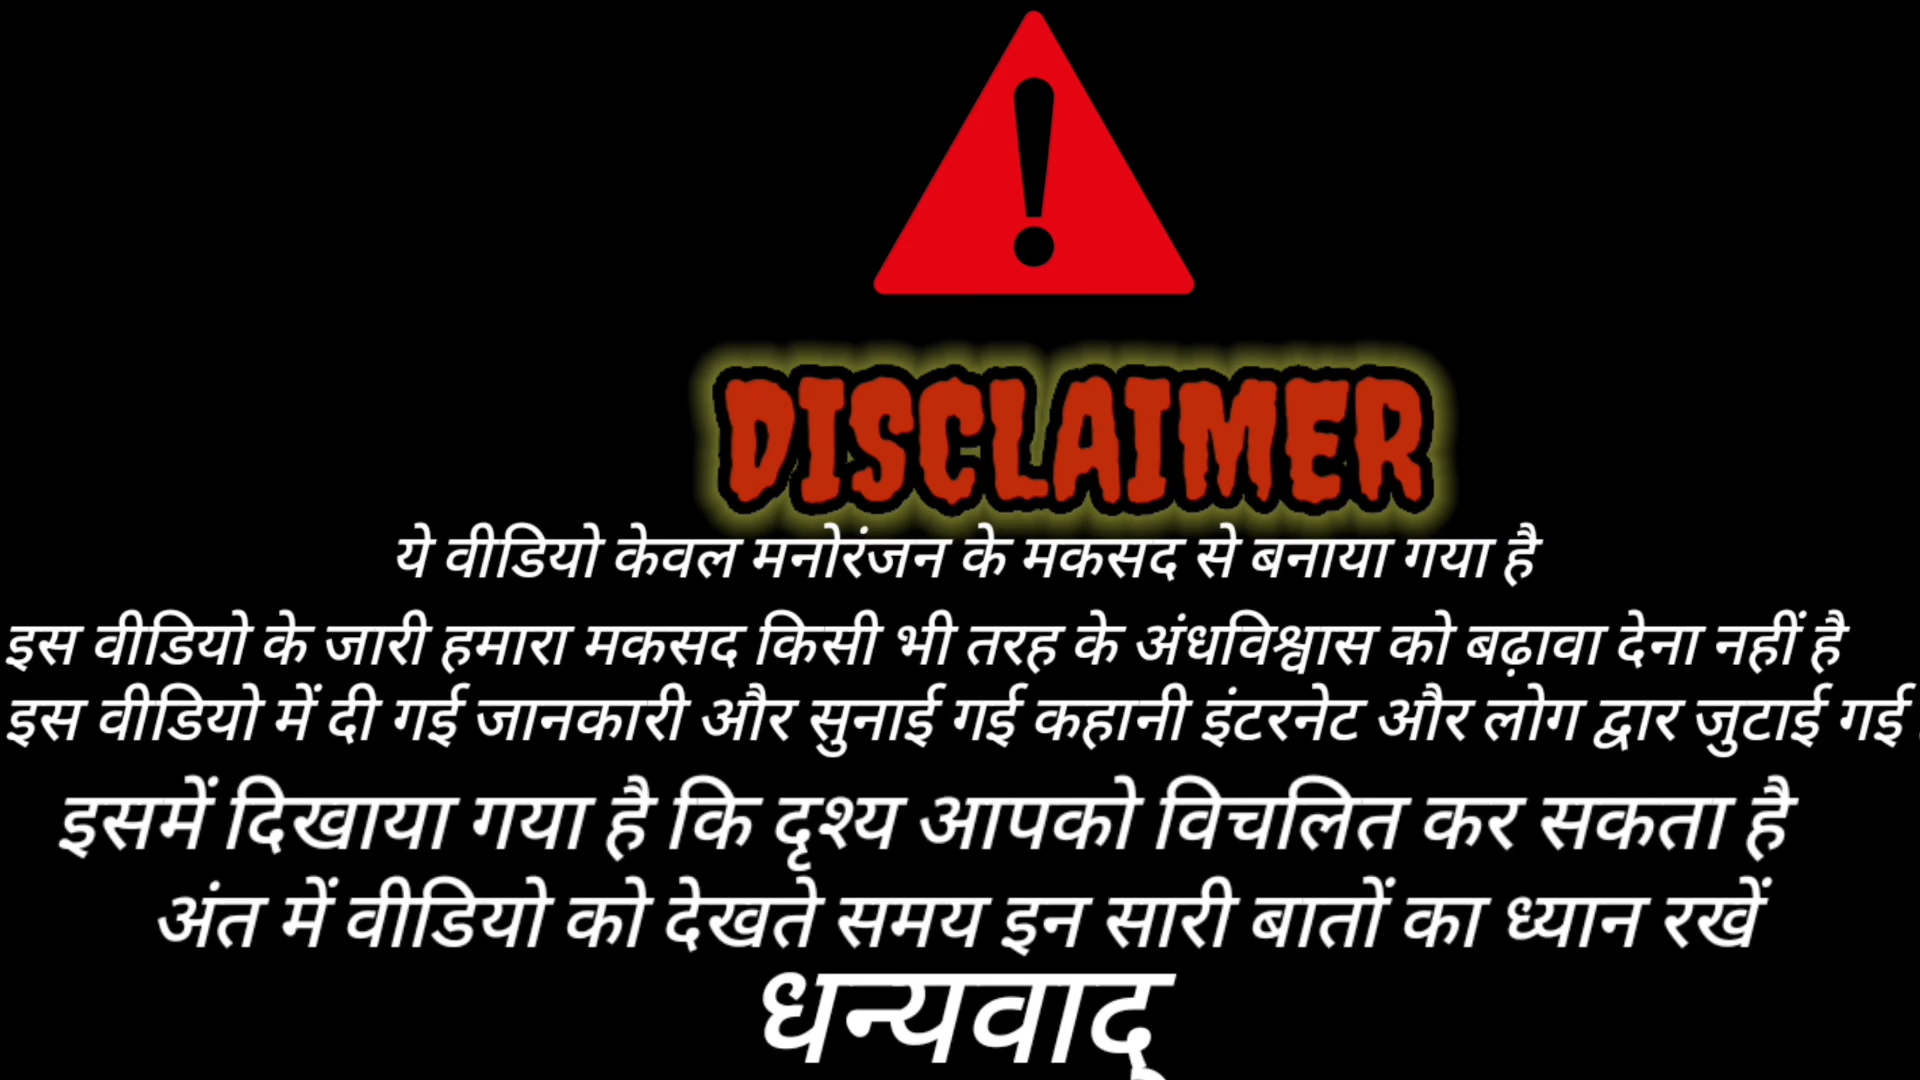 DISCLAIMER
ये वीडियो केवल मनोरंजन के मकसद से बनाया गया है
इस वीडियो के जारी हमारा मकसद किसी भी तरह के अंधविश्वास को बढ़ावा देना नहीं है
इस वीडियो में दी गई जानकारी और सुनाई गई कहानी इंटरनेट और लोग द्वार जुटाई गई
इसमें दिखाया गया है कि दृश्य आपको विचलित कर सकता है
अंत में वीडियो को देखते समय इन सारी बातों का ध्यान रखें
धन्यवाद्